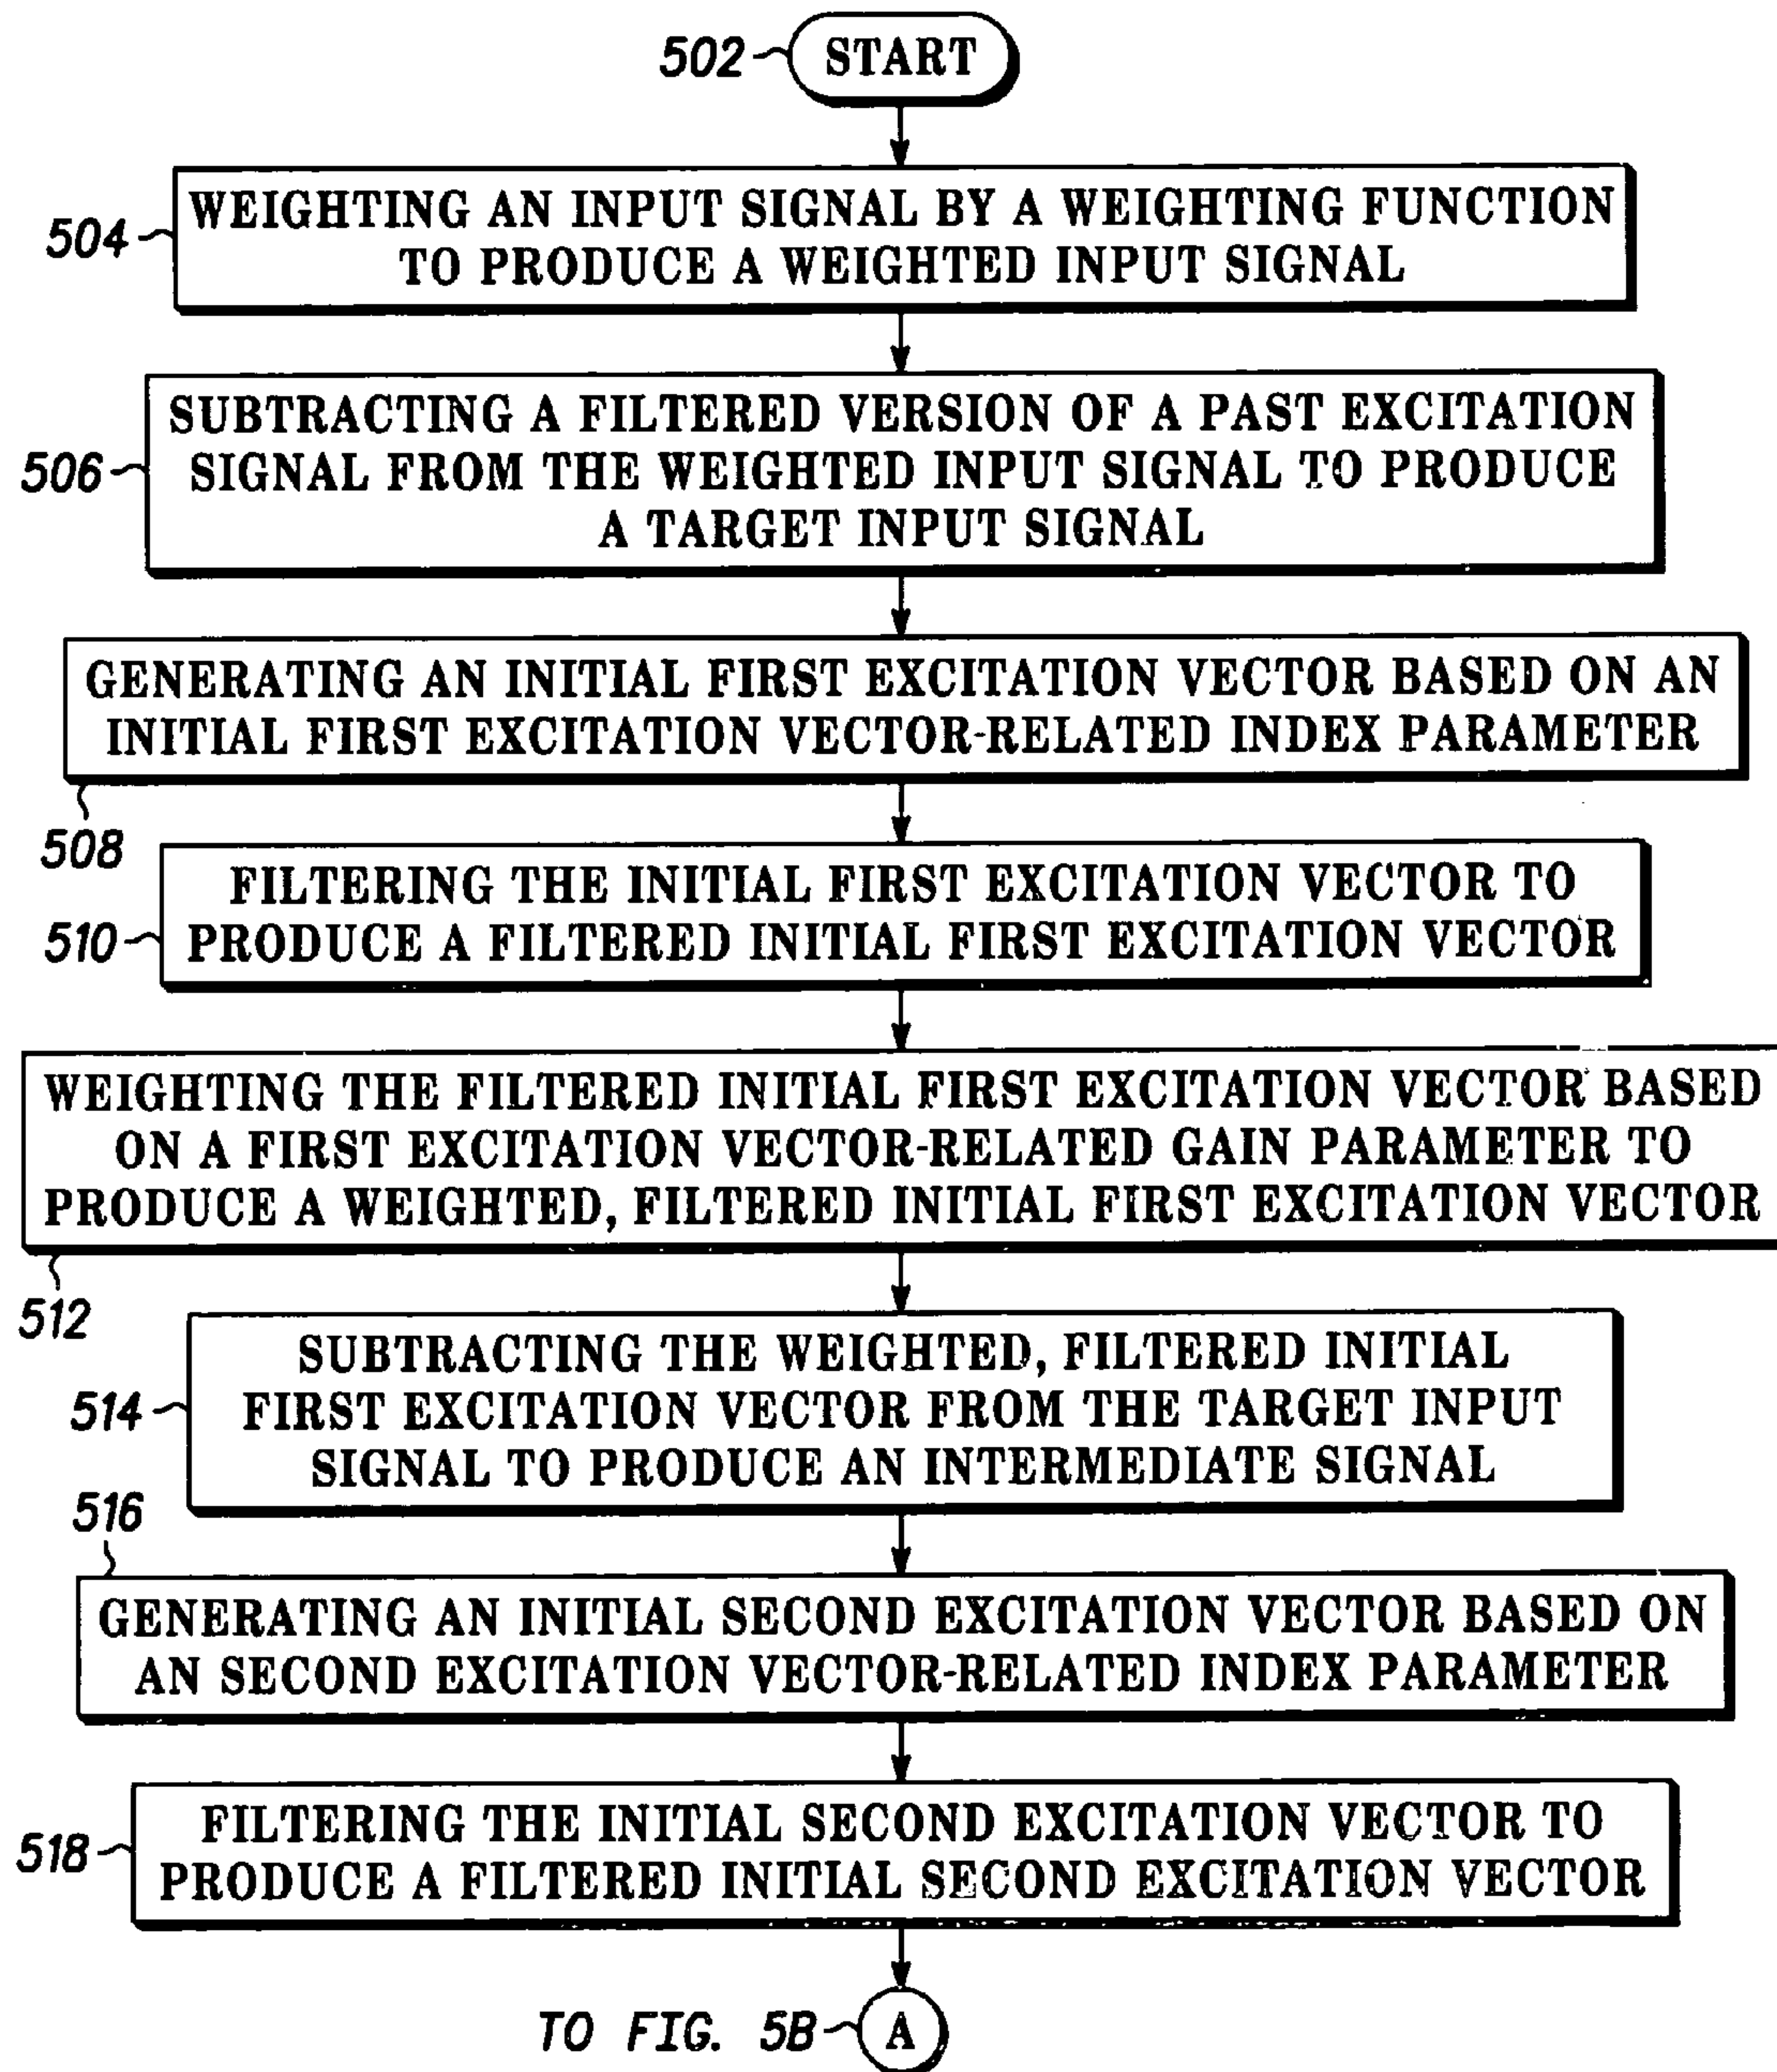 502
START
504
WEIGHTING AN INPUT SIGNAL BY A WEIGHTING FUNCTION
TO PRODUCE A WEIGHTED INPUT SIGNAL
506
SUBTRACTING A FILTERED VERSION OF A PAST EXCITATION
SIGNAL FROM THE WEIGHTED INPUT SIGNAL TO PRODUCE
A TARGET INPUT SIGNAL
GENERATING AN INITIAL FIRST EXCITATION VECTOR BASED ON AN
INITIAL FIRST EXCITATION VECTOR-RELATED INDEX PARAMETER
508
510
FILTERING THE INITIAL FIRST EXCITATION VECTOR TO
PRODUCE A FILTERED INITIAL FIRST EXCITATION VECTOR
WEIGHTING THE FILTERED INITIAL FIRST EXCITATION VECTOR BASED
ON A FIRST EXCITATION VECTOR-RELATED GAIN PARAMETER TO
PRODUCE A WEIGHTED, FILTERED INITIAL FIRST EXCITATION VECTOR
512
514
SUBTRACTING THE WEIGHTED, FILTERED INITIAL
FIRST EXCITATION VECTOR FROM THE TARGET INPUT
SIGNAL TO PRODUCE AN INTERMEDIATE SIGNAL
516
GENERATING AN INITIAL SECOND EXCITATION VECTOR BASED ON
AN SECOND EXCITATION VECTOR-RELATED INDEX PARAMETER
518
FILTERING THE INITIAL SECOND EXCITATION VECTOR TO
PRODUCE A FILTERED INITIAL SECOND EXCITATION VECTOR
TO FIG. 5B
A